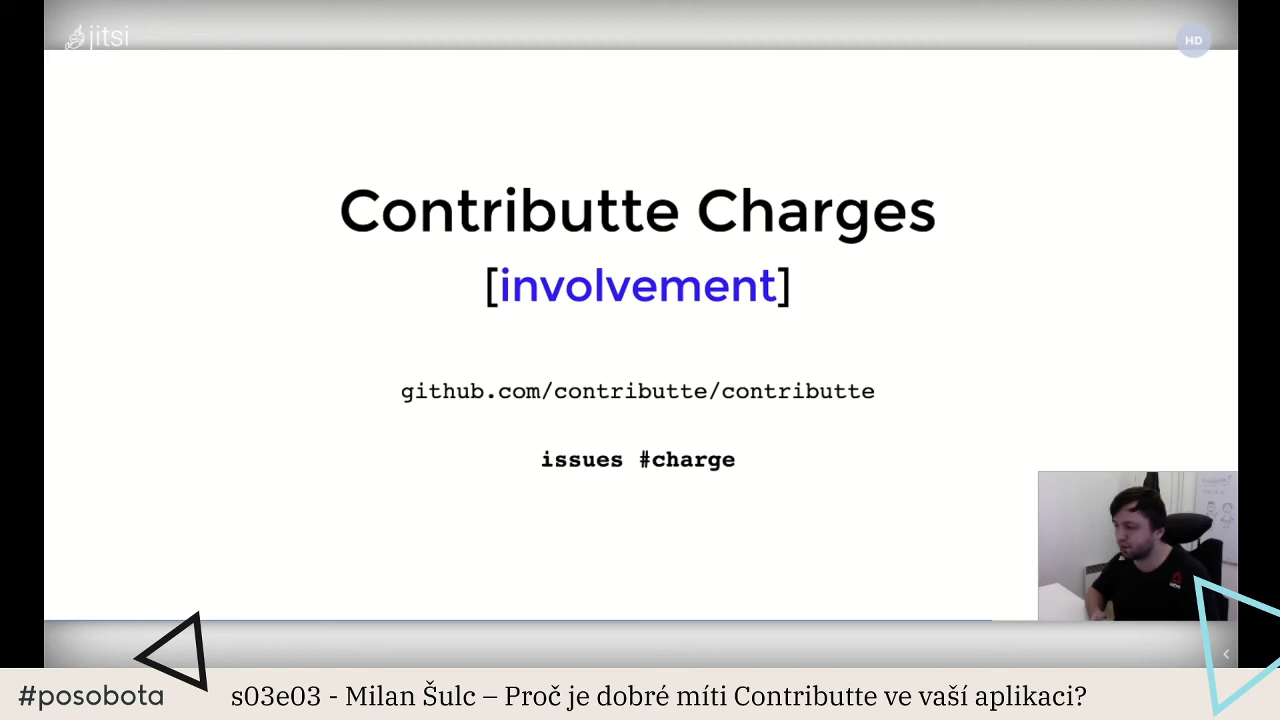 jitsi
HD
Contributte Charges
[involvement]
github.com/contributte/contributte
issues #charge
#posobota
s03e03 - Milan Šulc – Proč je dobré míti Contributte ve vaší aplikaci?